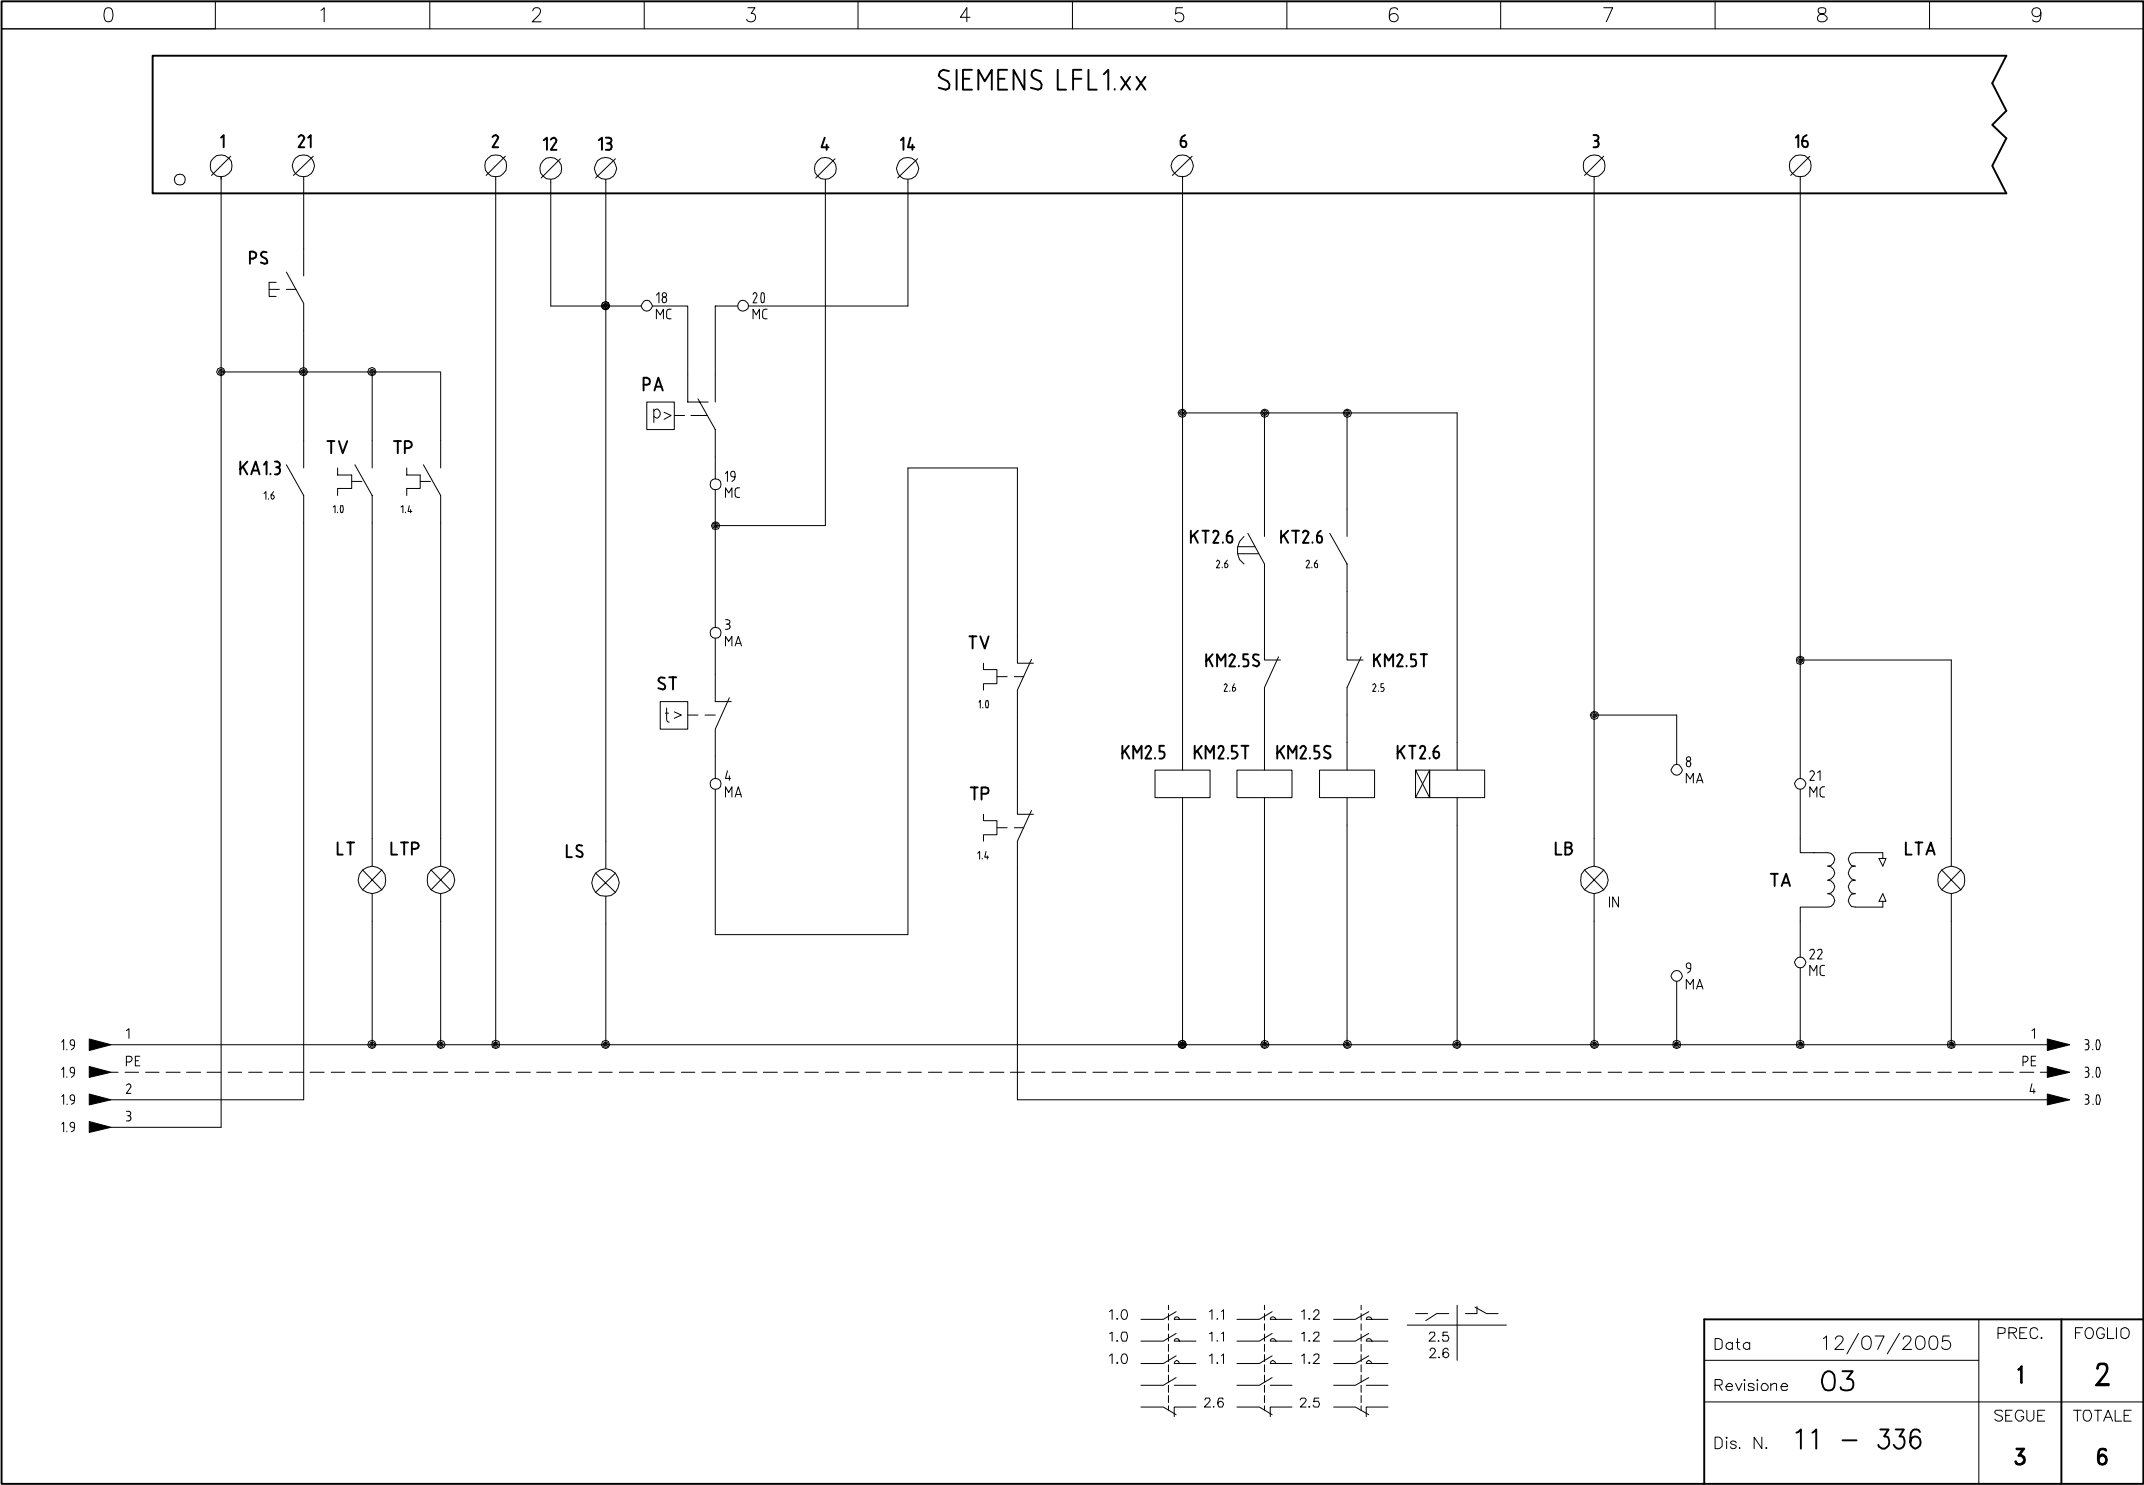 0 1 2 3 4 5 6 7 8 9
SIEMENS LFL1.xx
1 21 2 12 13 4 14 6 3 16
PS
E
18
MC
20
MC
PA
p>
19
MC
KA1.3
1.6
TV
1.0
TP
1.4
KT2.6
2.6
KT2.6
2.6
3
MA
TV
1.0
KM2.5S
2.6
KM2.5T
2.5
ST
t>
4
MA
KM2.5 KM2.5T KM2.5S KT2.6
8
MA
21
MC
TP
1.4
LT LTP LS LB LTA
TA
IN
22
MC
9
MA
1.9 1 1 3.0
1.9 PE PE 3.0
1.9 2 4 3.0
1.9 3
1.0 1.1 1.2
1.0 1.1 1.2 2.5
1.0 1.1 1.2 2.6
2.6 2.5
Data 12/07/2005
Revisione 03
Dis. N. 11 - 336
PREC.
1
FOGLIO
2
SEGUE
3
TOTALE
6